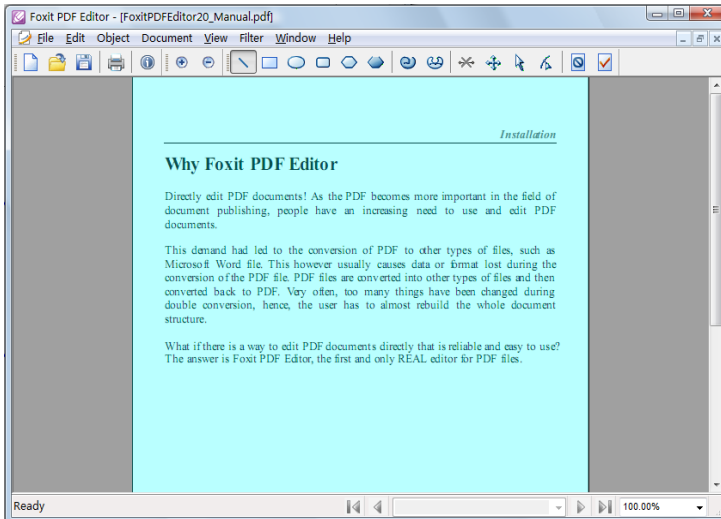 Foxit PDF Editor - [FoxitPDFEditor20_Manual.pdf]
File Edit Object Document View Filter Window Help
Installation
Why Foxit PDF Editor
Directly edit PDF documents! As the PDF becomes more important in the field of
document publishing, people have an increasing need to use and edit PDF
documents.
This demand had led to the conversion of PDF to other types of files, such as
Microsoft Word file. This however usually causes data or format lost during the
conversion of the PDF file. PDF files are converted into other types of files and then
converted back to PDF. Very often, too many things have been changed during
double conversion, hence, the user has to almost rebuild the whole document
structure.
What if there is a way to edit PDF documents directly that is reliable and easy to use?
The answer is Foxit PDF Editor, the first and only REAL editor for PDF files.
Ready
100.00%